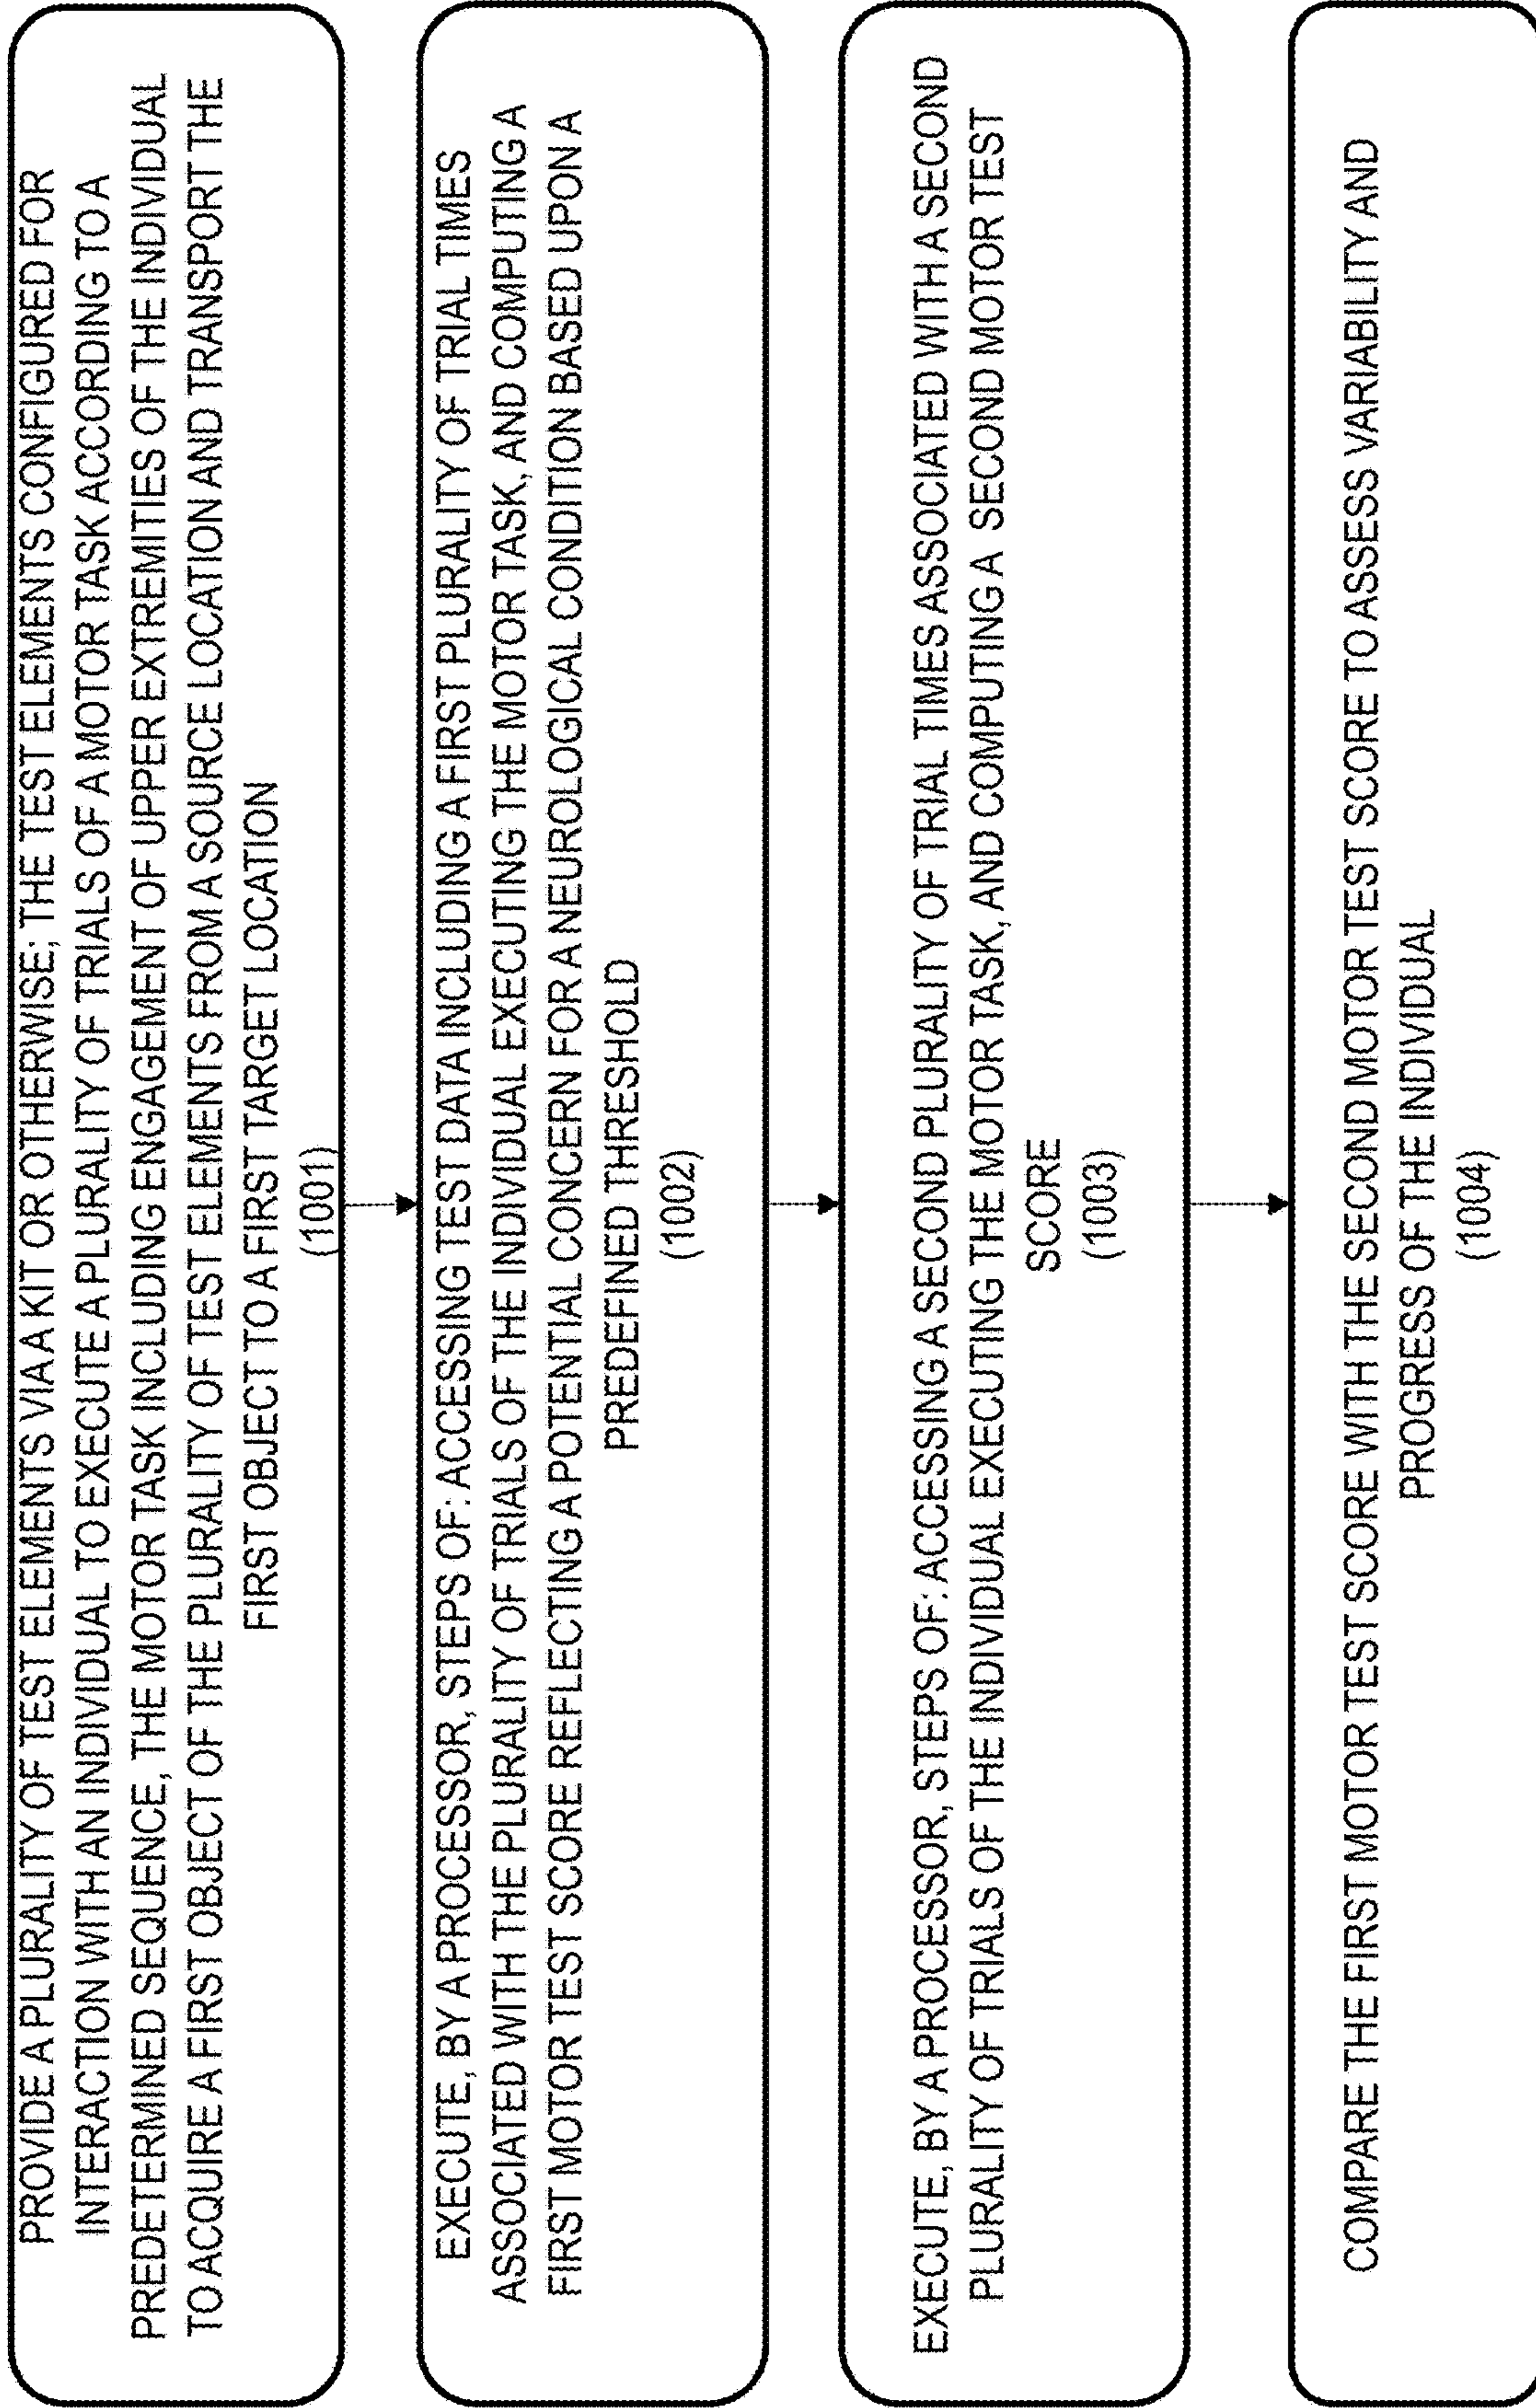 PROVIDE A PLURALITY OF TEST ELEMENTS VIA A KIT OR OTHERWISE; THE TEST ELEMENTS CONFIGURED FOR
INTERACTION WITH AN INDIVIDUAL TO EXECUTE A PLURALITY OF TRIALS OF A MOTOR TASK ACCORDING TO A
PREDETERMINED SEQUENCE, THE MOTOR TASK INCLUDING ENGAGEMENT OF UPPER EXTREMITIES OF THE INDIVIDUAL
TO ACQUIRE A FIRST OBJECT OF THE PLURALITY OF TEST ELEMENTS FROM A SOURCE LOCATION AND TRANSPORT THE
FIRST OBJECT TO A FIRST TARGET LOCATION
(1001)
EXECUTE, BY A PROCESSOR, STEPS OF: ACCESSING TEST DATA INCLUDING A FIRST PLURALITY OF TRIAL TIMES
ASSOCIATED WITH THE PLURALITY OF TRIALS OF THE INDIVIDUAL EXECUTING THE MOTOR TASK, AND COMPUTING A
FIRST MOTOR TEST SCORE REFLECTING A POTENTIAL CONCERN FOR A NEUROLOGICAL CONDITION BASED UPON A
PREDEFINED THRESHOLD
(1002)
EXECUTE, BY A PROCESSOR, STEPS OF: ACCESSING A SECOND PLURALITY OF TRIAL TIMES ASSOCIATED WITH A SECOND
PLURALITY OF TRIALS OF THE INDIVIDUAL EXECUTING THE MOTOR TASK, AND COMPUTING A SECOND MOTOR TEST
SCORE
(1003)
COMPARE THE FIRST MOTOR TEST SCORE WITH THE SECOND MOTOR TEST SCORE TO ASSESS VARIABILITY AND
PROGRESS OF THE INDIVIDUAL
(1004)